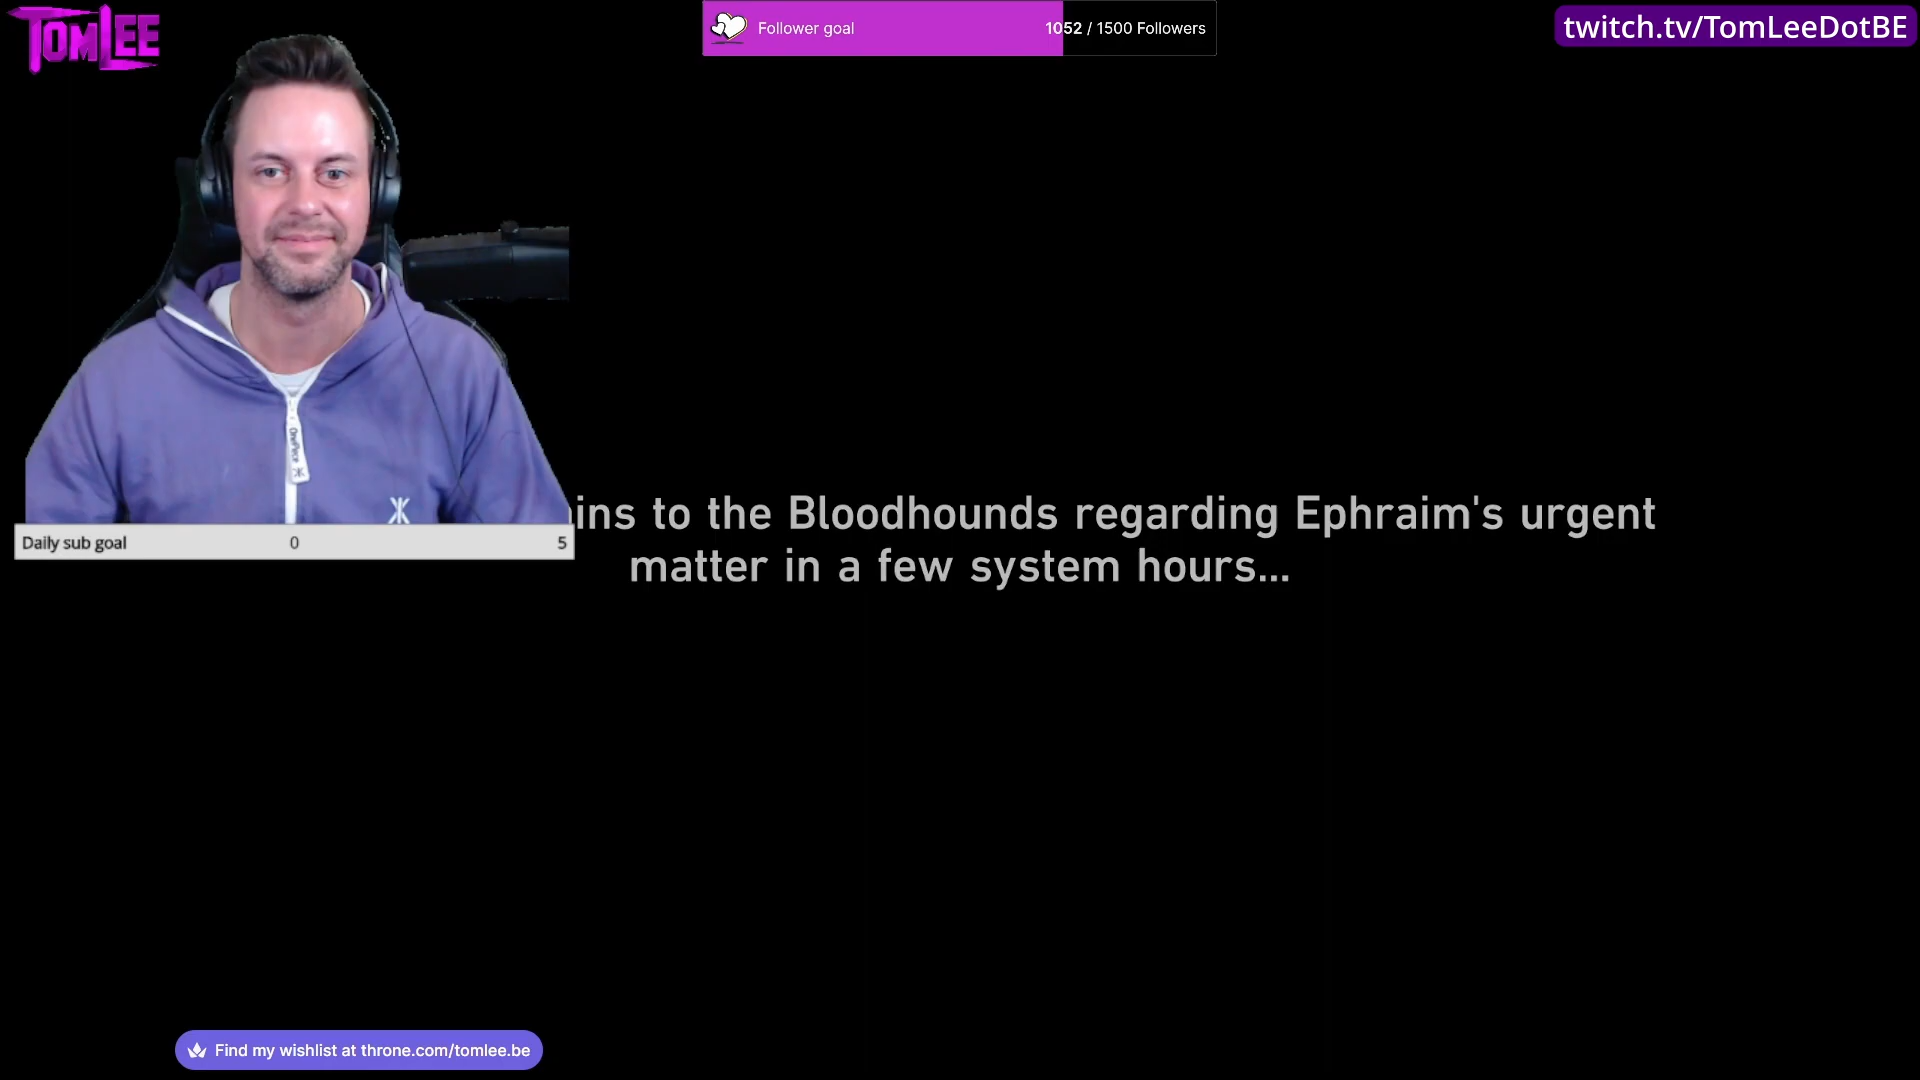 TOMLEE
Follower goal
1052 / 1500 Followers
twitch.tv/TomLeeDotBE
OnePiece
to the Bloodhounds regarding Ephraim's urgent
matter in a few system hours...
Daily sub goal 0 5
Find my wishlist at throne.com/tomlee.be